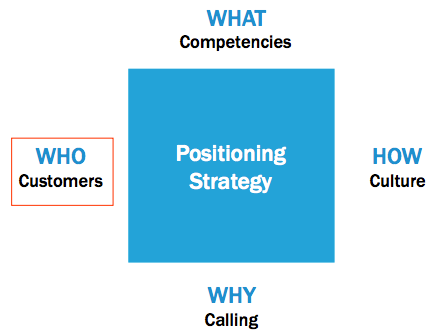 WHAT
Competencies
WHO
Customers
Positioning
Strategy
HOW
Culture
WHY
Calling